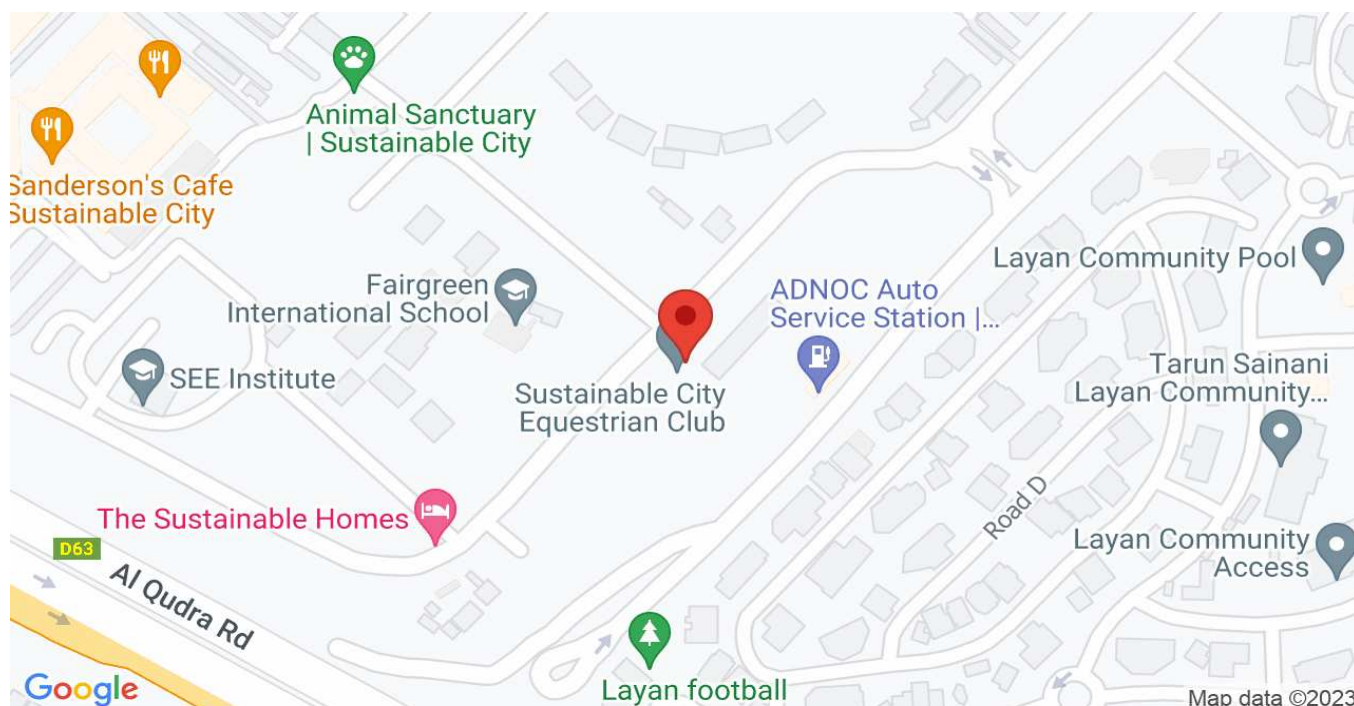 Animal Sanctuary
| Sustainable City
Sanderson's Cafe
Sustainable City
Fairgreen
International School
SEE Institute
Sustainable City
Equestrian Club
ADNOC Auto
Service Station |...
Layan Community Pool
Tarun Sainani
Layan Community...
Road D
Layan Community
Access
The Sustainable Homes
D63
Al Qudra Rd
Layan football
Google
Map data ©2023